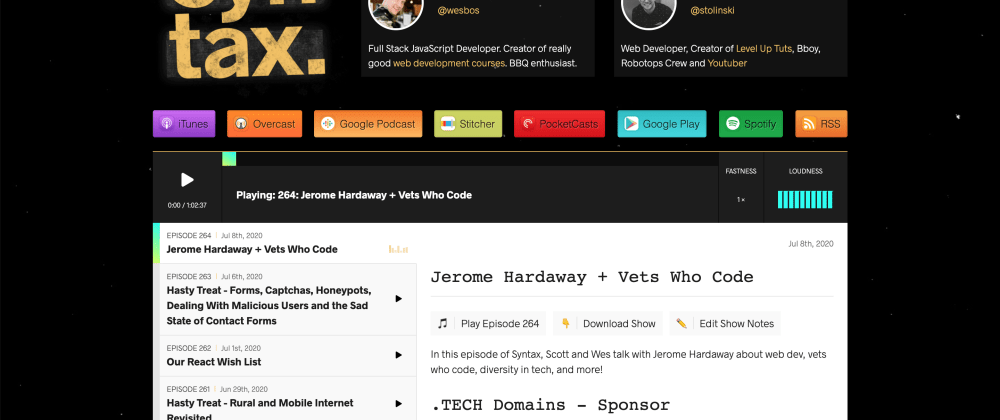 Syn
tax.
@wesbos
Full Stack JavaScript Developer. Creator of really
good web development courses. BBQ enthusiast.
@stolinski
Web Developer, Creator of Level Up Tuts, Bboy,
Robotops Crew and Youtuber
iTunes
Overcast
Google Podcast
Stitcher
PocketCasts
Google Play
Spotify
RSS
0:00 / 1:02:37
Playing: 264: Jerome Hardaway + Vets Who Code
FASTNESS
1×
LOUDNESS
EPISODE 264 | Jul 8th, 2020
Jerome Hardaway + Vets Who Code
EPISODE 263 | Jul 6th, 2020
Hasty Treat - Forms, Captchas, Honeypots,
Dealing With Malicious Users and the Sad
State of Contact Forms
EPISODE 262 | Jul 1st, 2020
Our React Wish List
EPISODE 261 | Jun 29th, 2020
Hasty Treat - Rural and Mobile Internet
Revisited
Jul 8th, 2020
Jerome Hardaway + Vets Who Code
Play Episode 264
Download Show
Edit Show Notes
In this episode of Syntax, Scott and Wes talk with Jerome Hardaway about web dev, vets
who code, diversity in tech, and more!
.TECH Domains - Sponsor